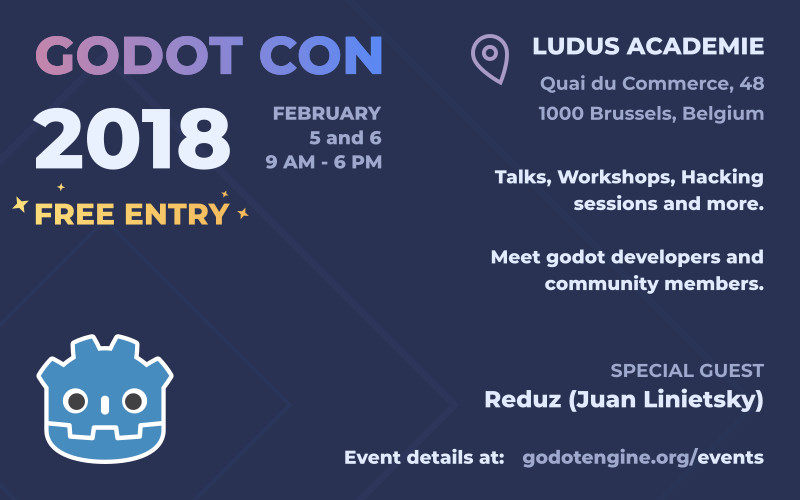 GODOT CON
2018
FEBRUARY
5 and 6
9 AM - 6 PM
FREE ENTRY
LUDUS ACADEMIE
Quai du Commerce, 48
1000 Brussels, Belgium
Talks, Workshops, Hacking
sessions and more.
Meet godot developers and
community members.
SPECIAL GUEST
Reduz (Juan Linietsky)
Event details at: godotengine.org/events